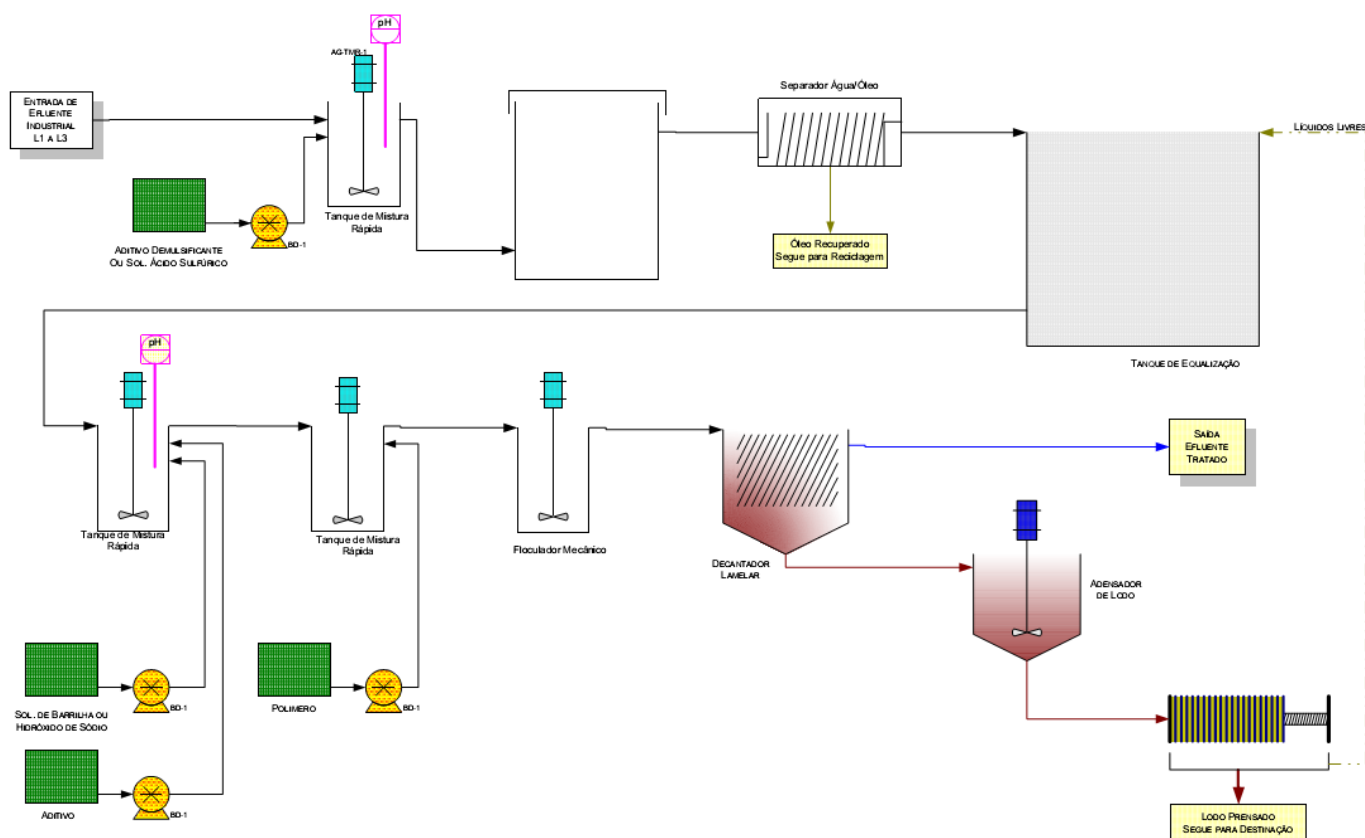 pH
AG-TMR-1
ENTRADA DE
EFLUENTE
INDUSTRIAL
L1 A L3
Separador Água/Óleo
LÍQUIDOS LIVRES
Tanque de Mistura
Rápida
BD-1
ADITIVO DEMULSIFICANTE
OU SOL. ÁCIDO SULFÚRICO
Óleo Recuperado
Segue para Reciclagem
TANQUE DE EQUALIZAÇÃO
pH
SAÍDA
EFLUENTE
TRATADO
Tanque de Mistura
Rápida
Tanque de Mistura
Rápida
Floculador Mecânico
DECANTADOR
LAMELAR
ADENSADOR
DE LODO
BD-1
SOL. DE BARRILHA OU
HIDRÓXIDO DE SÓDIO
BD-1
POLIMERO
BD-1
ADITIVO
LODO PRENSADO
SEGUE PARA DESTINAÇÃO